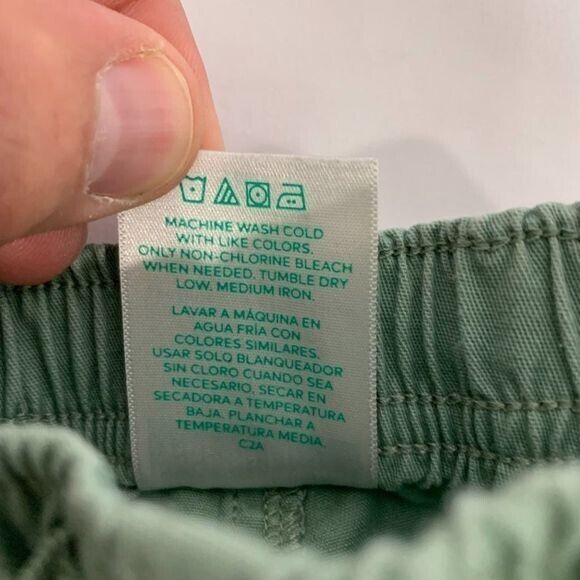 MACHINE WASH COLD
WITH LIKE COLORS.
ONLY NON-CHLORINE BLEACH
WHEN NEEDED. TUMBLE DRY
LOW. MEDIUM IRON.
LAVAR A MÁQUINA EN
AGUA FRÍA CON
COLORES SIMILARES.
USAR SOLO BLANQUEADOR
SIN CLORO CUANDO SEA
NECESARIO, SECAR EN
SECADORA A TEMPERATURA
BAJA. PLANCHAR A
TEMPERATURA MEDIA.
C2A